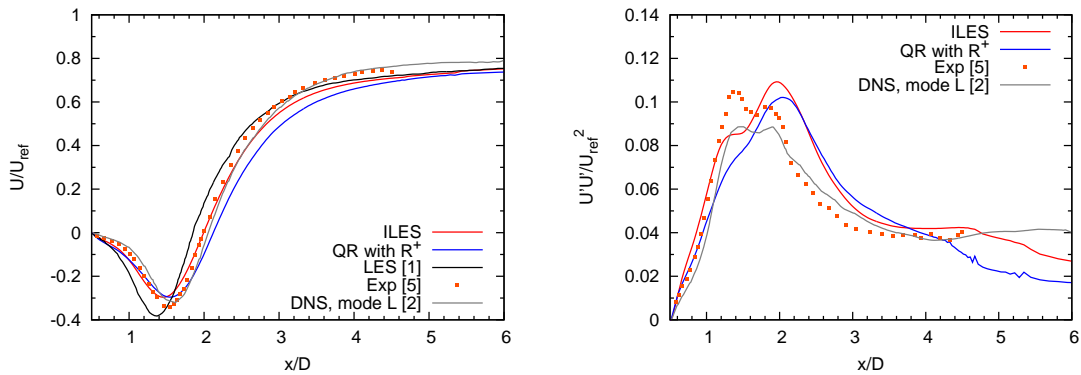 0.8
0.6
0.4
0.2
0
-0.2
-0.4
U/U_ref
1 2 3 4 5 6
x/D
ILES
QR with R^+
LES [1]
Exp [5]
DNS, mode L [2]
0.14
0.12
0.1
0.08
0.06
0.04
0.02
0
U'U'/U_ref^2
1 2 3 4 5 6
x/D
ILES
QR with R^+
Exp [5]
DNS, mode L [2]